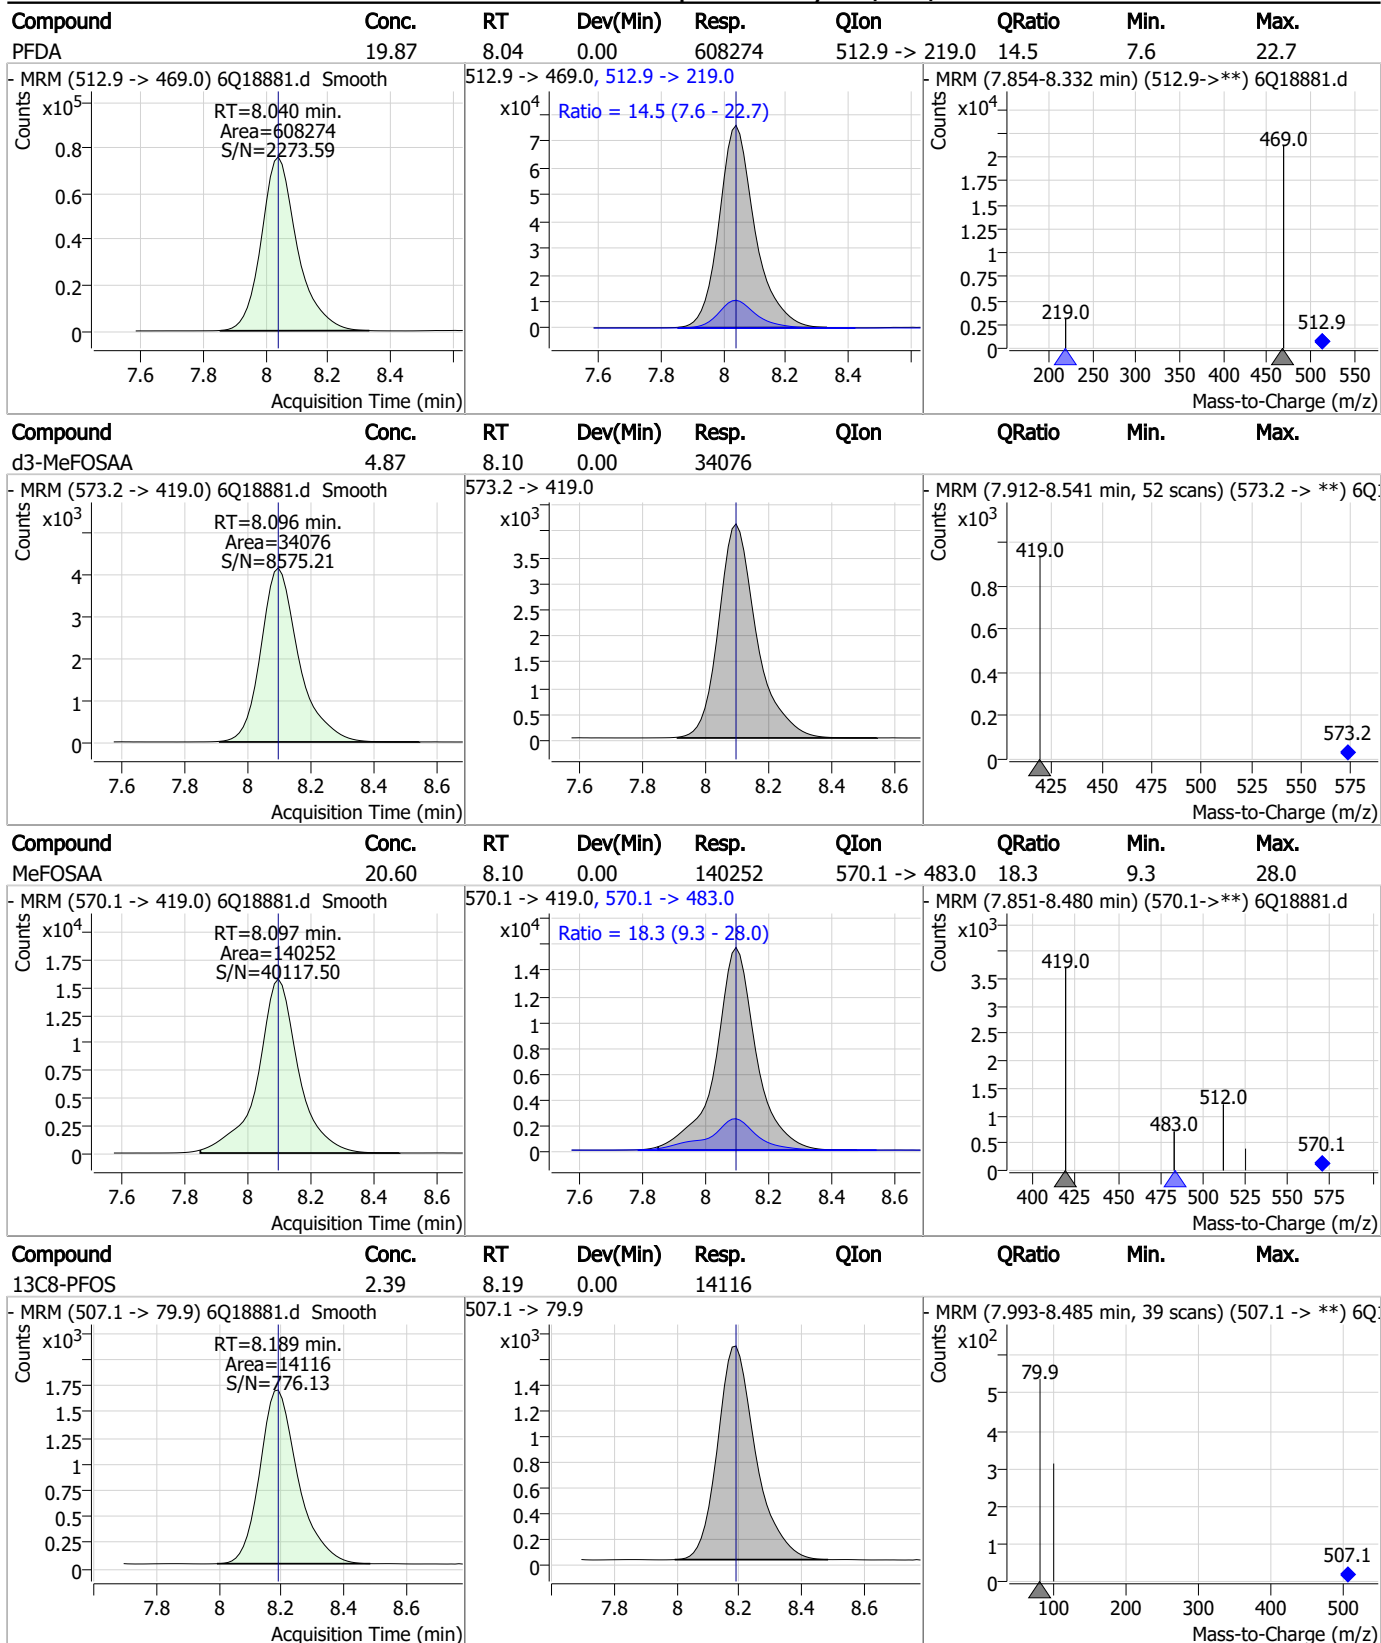 Compound Conc. RT Dev(Min) Resp. QIon QRatio Min. Max.
PFDA 19.87 8.04 0.00 608274 512.9 -> 219.0 14.5 7.6 22.7
- MRM (512.9 -> 469.0) 6Q18881.d Smooth
Counts
x10^5
RT=8.040 min.
Area=608274
S/N=2273.59
0.8
0.6
0.4
0.2
0
7.6 7.8 8 8.2 8.4
Acquisition Time (min)
512.9 -> 469.0, 512.9 -> 219.0
x10^4
Ratio = 14.5 (7.6 - 22.7)
7
6
5
4
3
2
1
0
7.6 7.8 8 8.2 8.4
- MRM (7.854-8.332 min) (512.9->**) 6Q18881.d
Counts
x10^4
469.0
2
1.75
1.5
1.25
1
0.75
0.5
0.25
0
219.0
512.9
200 250 300 350 400 450 500 550
Mass-to-Charge (m/z)
Compound Conc. RT Dev(Min) Resp. QIon QRatio Min. Max.
d3-MeFOSAA 4.87 8.10 0.00 34076
- MRM (573.2 -> 419.0) 6Q18881.d Smooth
Counts
x10^3
RT=8.096 min.
Area=34076
S/N=8575.21
4
3
2
1
0
7.6 7.8 8 8.2 8.4 8.6
Acquisition Time (min)
573.2 -> 419.0
x10^3
3.5
3
2.5
2
1.5
1
0.5
0
7.6 7.8 8 8.2 8.4 8.6
- MRM (7.912-8.541 min, 52 scans) (573.2 -> **) 6Q
Counts
x10^3
419.0
0.8
0.6
0.4
0.2
0
573.2
425 450 475 500 525 550 575
Mass-to-Charge (m/z)
Compound Conc. RT Dev(Min) Resp. QIon QRatio Min. Max.
MeFOSAA 20.60 8.10 0.00 140252 570.1 -> 483.0 18.3 9.3 28.0
- MRM (570.1 -> 419.0) 6Q18881.d Smooth
Counts
x10^4
RT=8.097 min.
Area=140252
S/N=40117.50
1.75
1.5
1.25
1
0.75
0.5
0.25
0
7.6 7.8 8 8.2 8.4 8.6
Acquisition Time (min)
570.1 -> 419.0, 570.1 -> 483.0
x10^4
Ratio = 18.3 (9.3 - 28.0)
1.4
1.2
1
0.8
0.6
0.4
0.2
0
7.6 7.8 8 8.2 8.4 8.6
- MRM (7.851-8.480 min) (570.1->**) 6Q18881.d
Counts
x10^3
419.0
3.5
3
2.5
2
1.5
1
0.5
0
483.0
512.0
570.1
400 425 450 475 500 525 550 575
Mass-to-Charge (m/z)
Compound Conc. RT Dev(Min) Resp. QIon QRatio Min. Max.
13C8-PFOS 2.39 8.19 0.00 14116
- MRM (507.1 -> 79.9) 6Q18881.d Smooth
Counts
x10^3
RT=8.189 min.
Area=14116
S/N=776.13
1.75
1.5
1.25
1
0.75
0.5
0.25
0
7.8 8 8.2 8.4 8.6
Acquisition Time (min)
507.1 -> 79.9
x10^3
1.4
1.2
1
0.8
0.6
0.4
0.2
0
7.8 8 8.2 8.4 8.6
- MRM (7.993-8.485 min, 39 scans) (507.1 -> **) 6Q
Counts
x10^2
79.9
5
4
3
2
1
0
507.1
100 200 300 400 500
Mass-to-Charge (m/z)